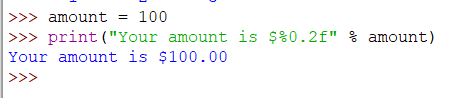 >>> amount = 100
>>> print("Your amount is $%0.2f" % amount)
Your amount is $100.00
>>>